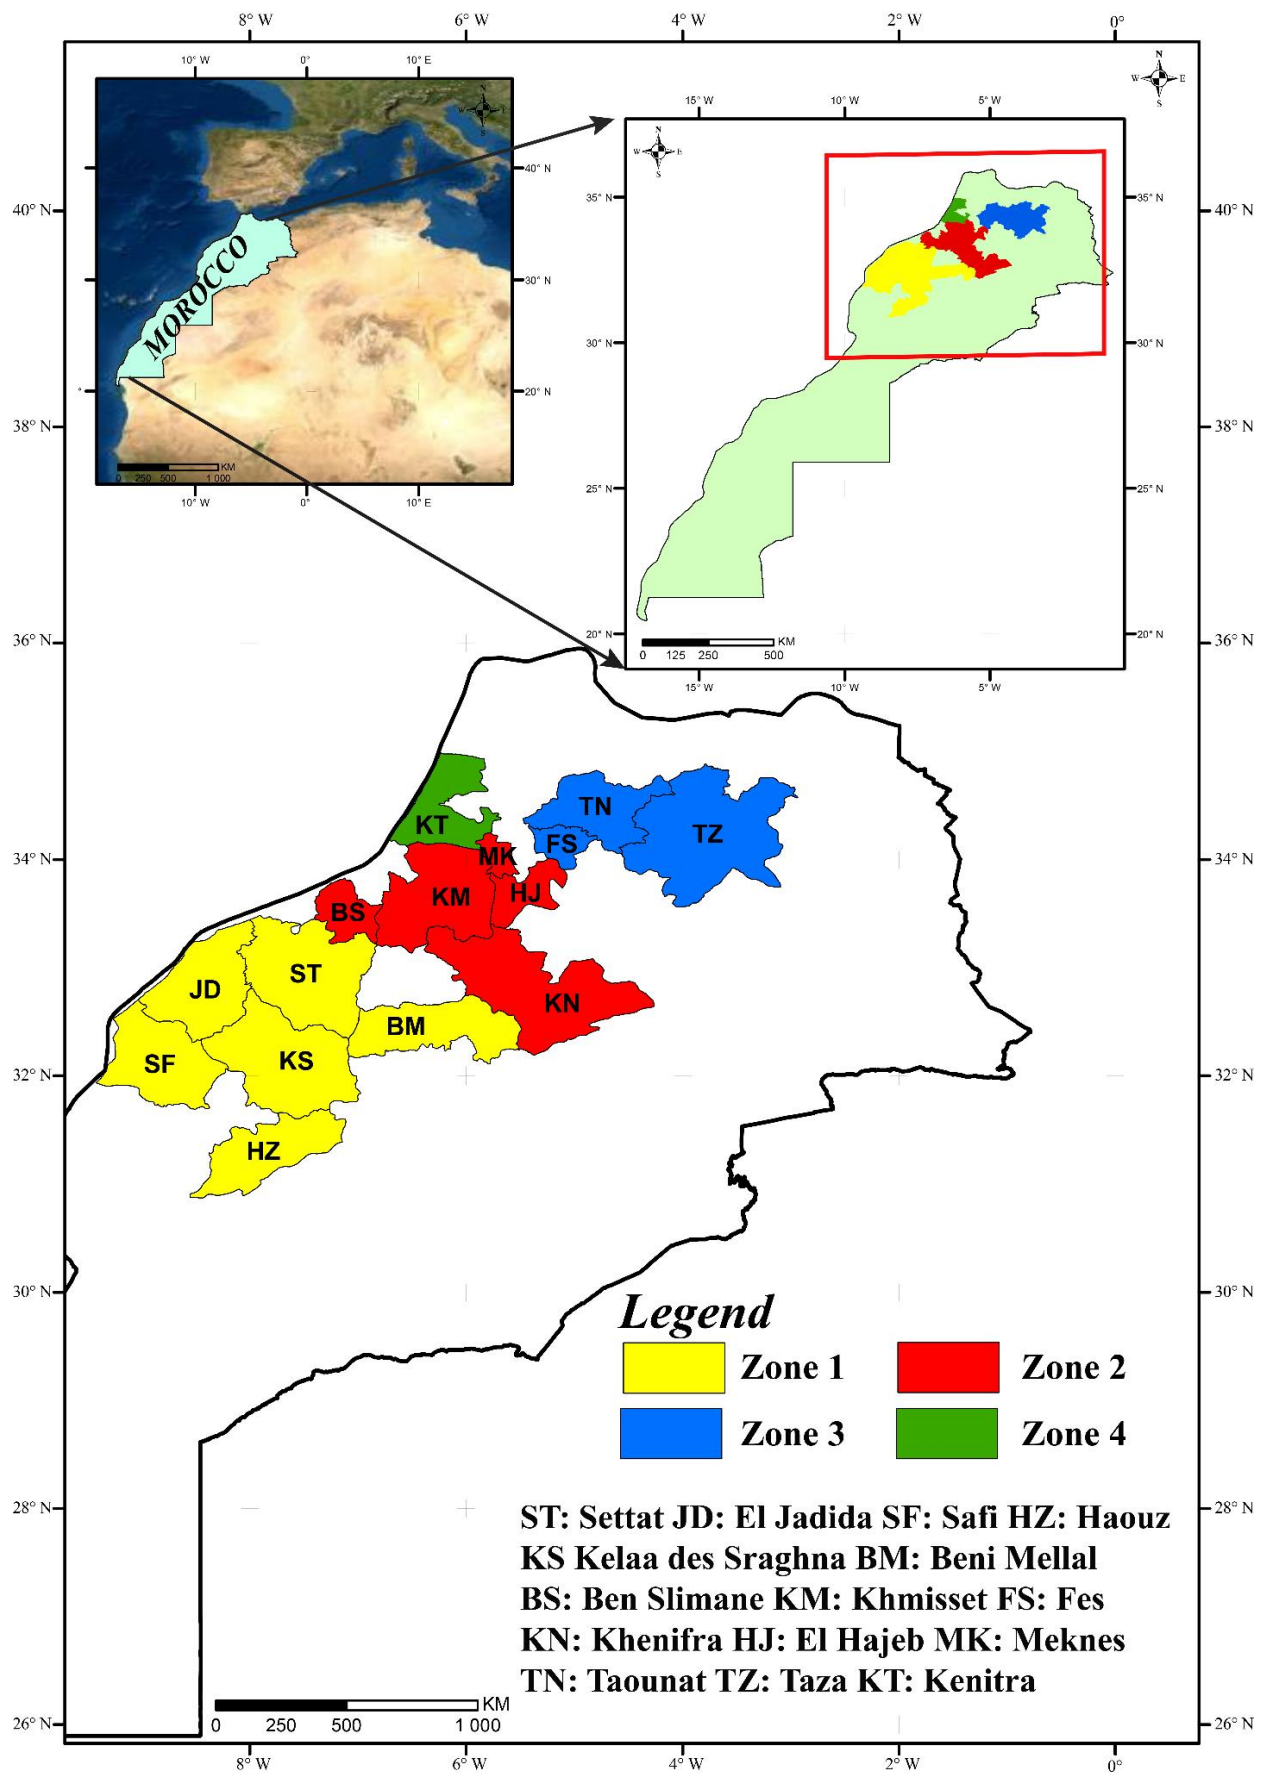 8° W 6° W 4° W 2° W 0°
10° W 0° 10° E
N
W E
S
15° W 10° W 5° W
N
W E
S
N
W E
S
40° N
40° N
35° N
35° N
40° N
MOROCCO
30° N
30° N
30° N
38° N
20° N
38° N
KM
0 250 500 1 000
10° W 0° 10° E
25° N
25° N
20° N
20° N
KM
0 125 250 500
36° N
36° N
15° W 10° W 5° W
TN
KT
TZ
FS
34° N
MK
34° N
KM
HJ
BS
ST
JD
KN
BM
SF
KS
32° N
32° N
HZ
30° N
30° N
Legend
Zone 1
Zone 2
Zone 3
Zone 4
28° N
28° N
ST: Settat JD: El Jadida SF: Safi HZ: Haouz
KS Kelaa des Sraghna BM: Beni Mellal
BS: Ben Slimane KM: Khmisset FS: Fes
KN: Khenifra HJ: El Hajeb MK: Meknes
TN: Taounat TZ: Taza KT: Kenitra
KM
0 250 500 1 000
26° N
26° N
8° W 6° W 4° W 2° W 0°